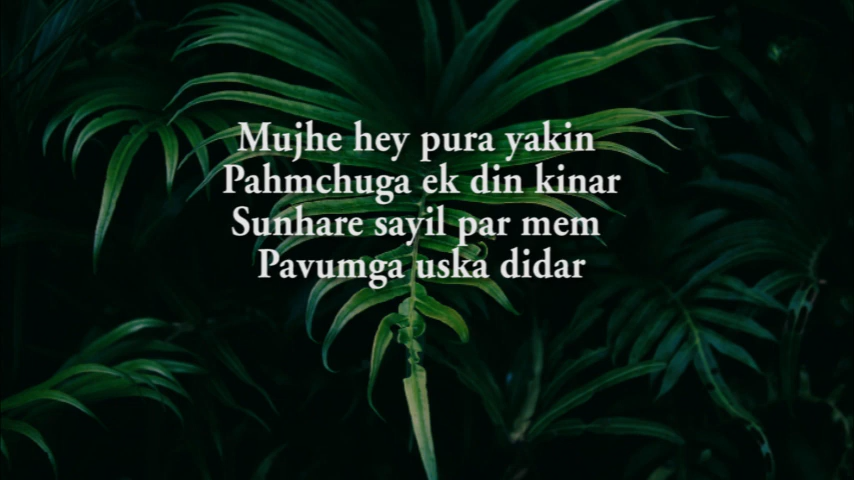 Mujhe hey pura yakin
Pahmchuga ek din kinar
Sunhare sayil par mem
Pavumga uska didar